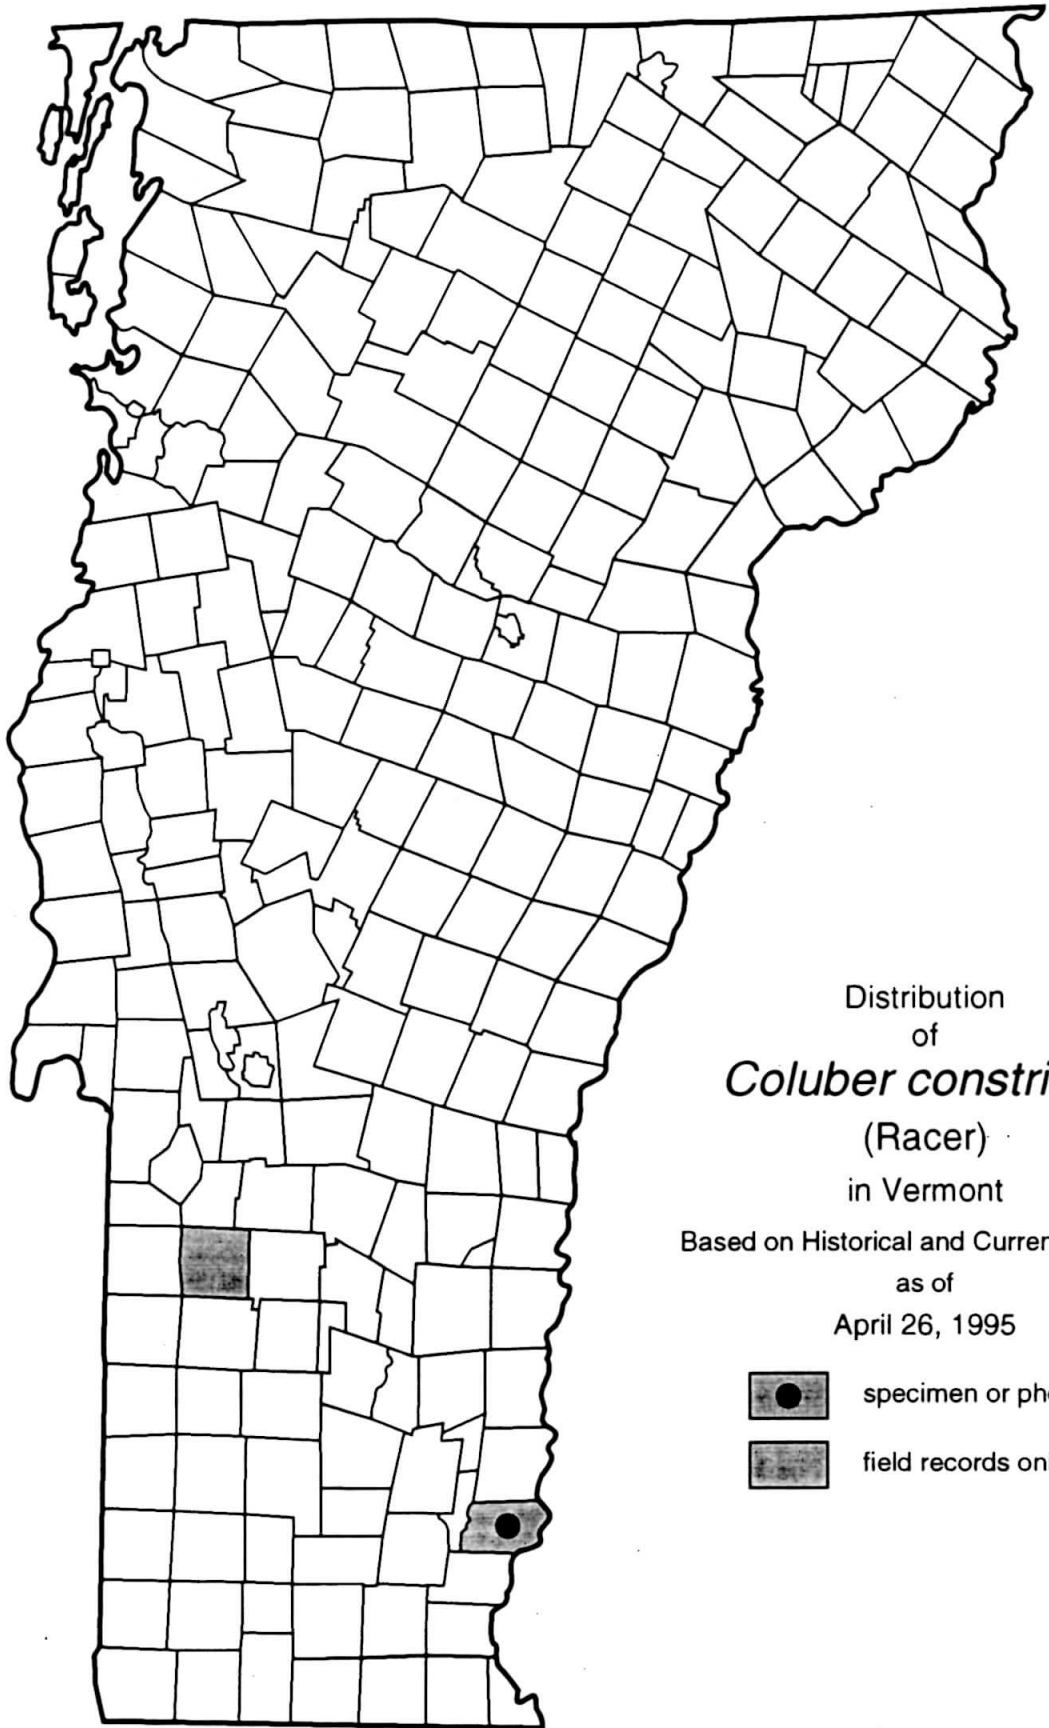 Distribution
of
Coluber constri
(Racer)
in Vermont
Based on Historical and Curren
as of
April 26, 1995
specimen or pho
field records on